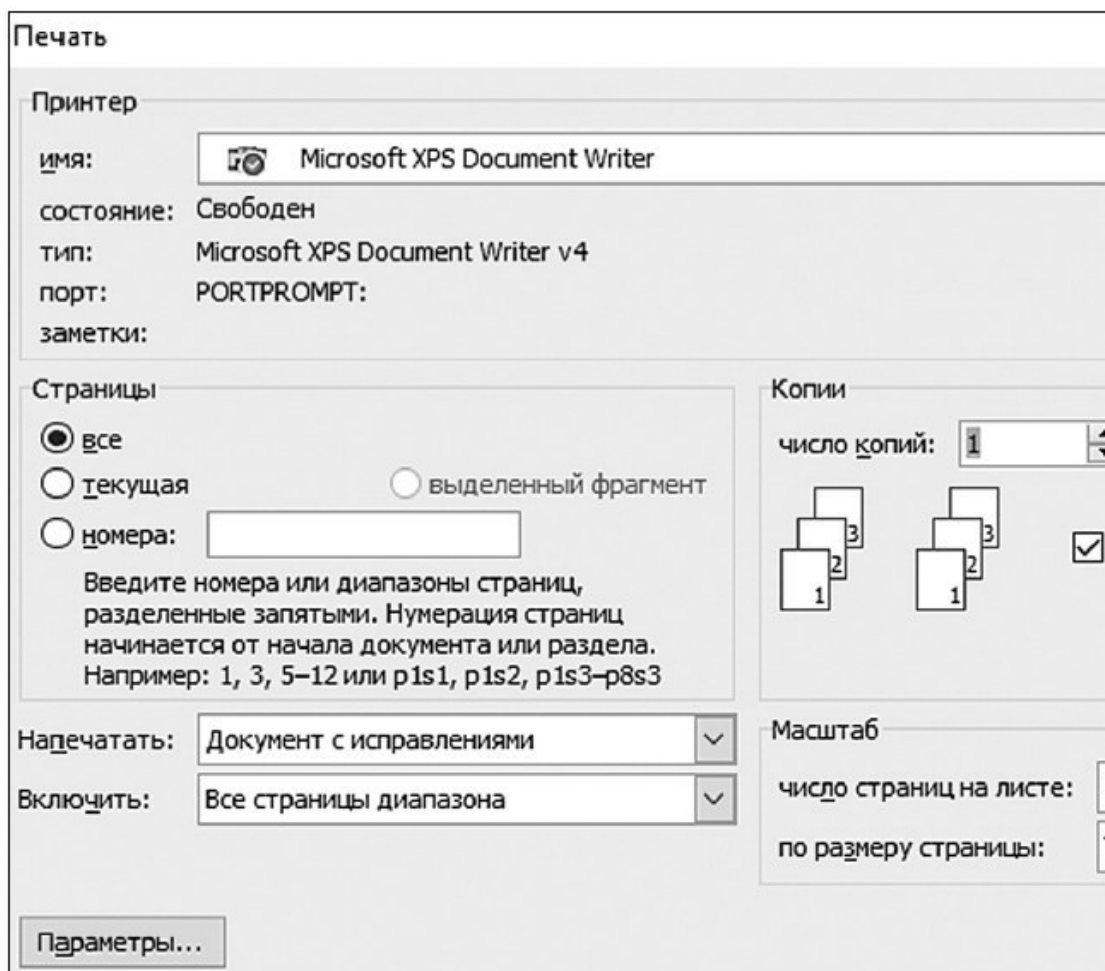 Печать
Принтер
имя: Microsoft XPS Document Writer
состояние: Свободен
тип: Microsoft XPS Document Writer v4
порт: PORTPROMPT:
заметки:
Страницы
все
текущая выделенный фрагмент
номера:
Введите номера или диапазоны страниц,
разделенные запятыми. Нумерация страниц
начинается от начала документа или раздела.
Например: 1, 3, 5–12 или p1s1, p1s2, p1s3–p8s3
Копии
число копий: 1
3 3
2 2
1 1
Напечатать: Документ с исправлениями
Включить: Все страницы диапазона
Масштаб
число страниц на листе:
по размеру страницы:
Параметры...